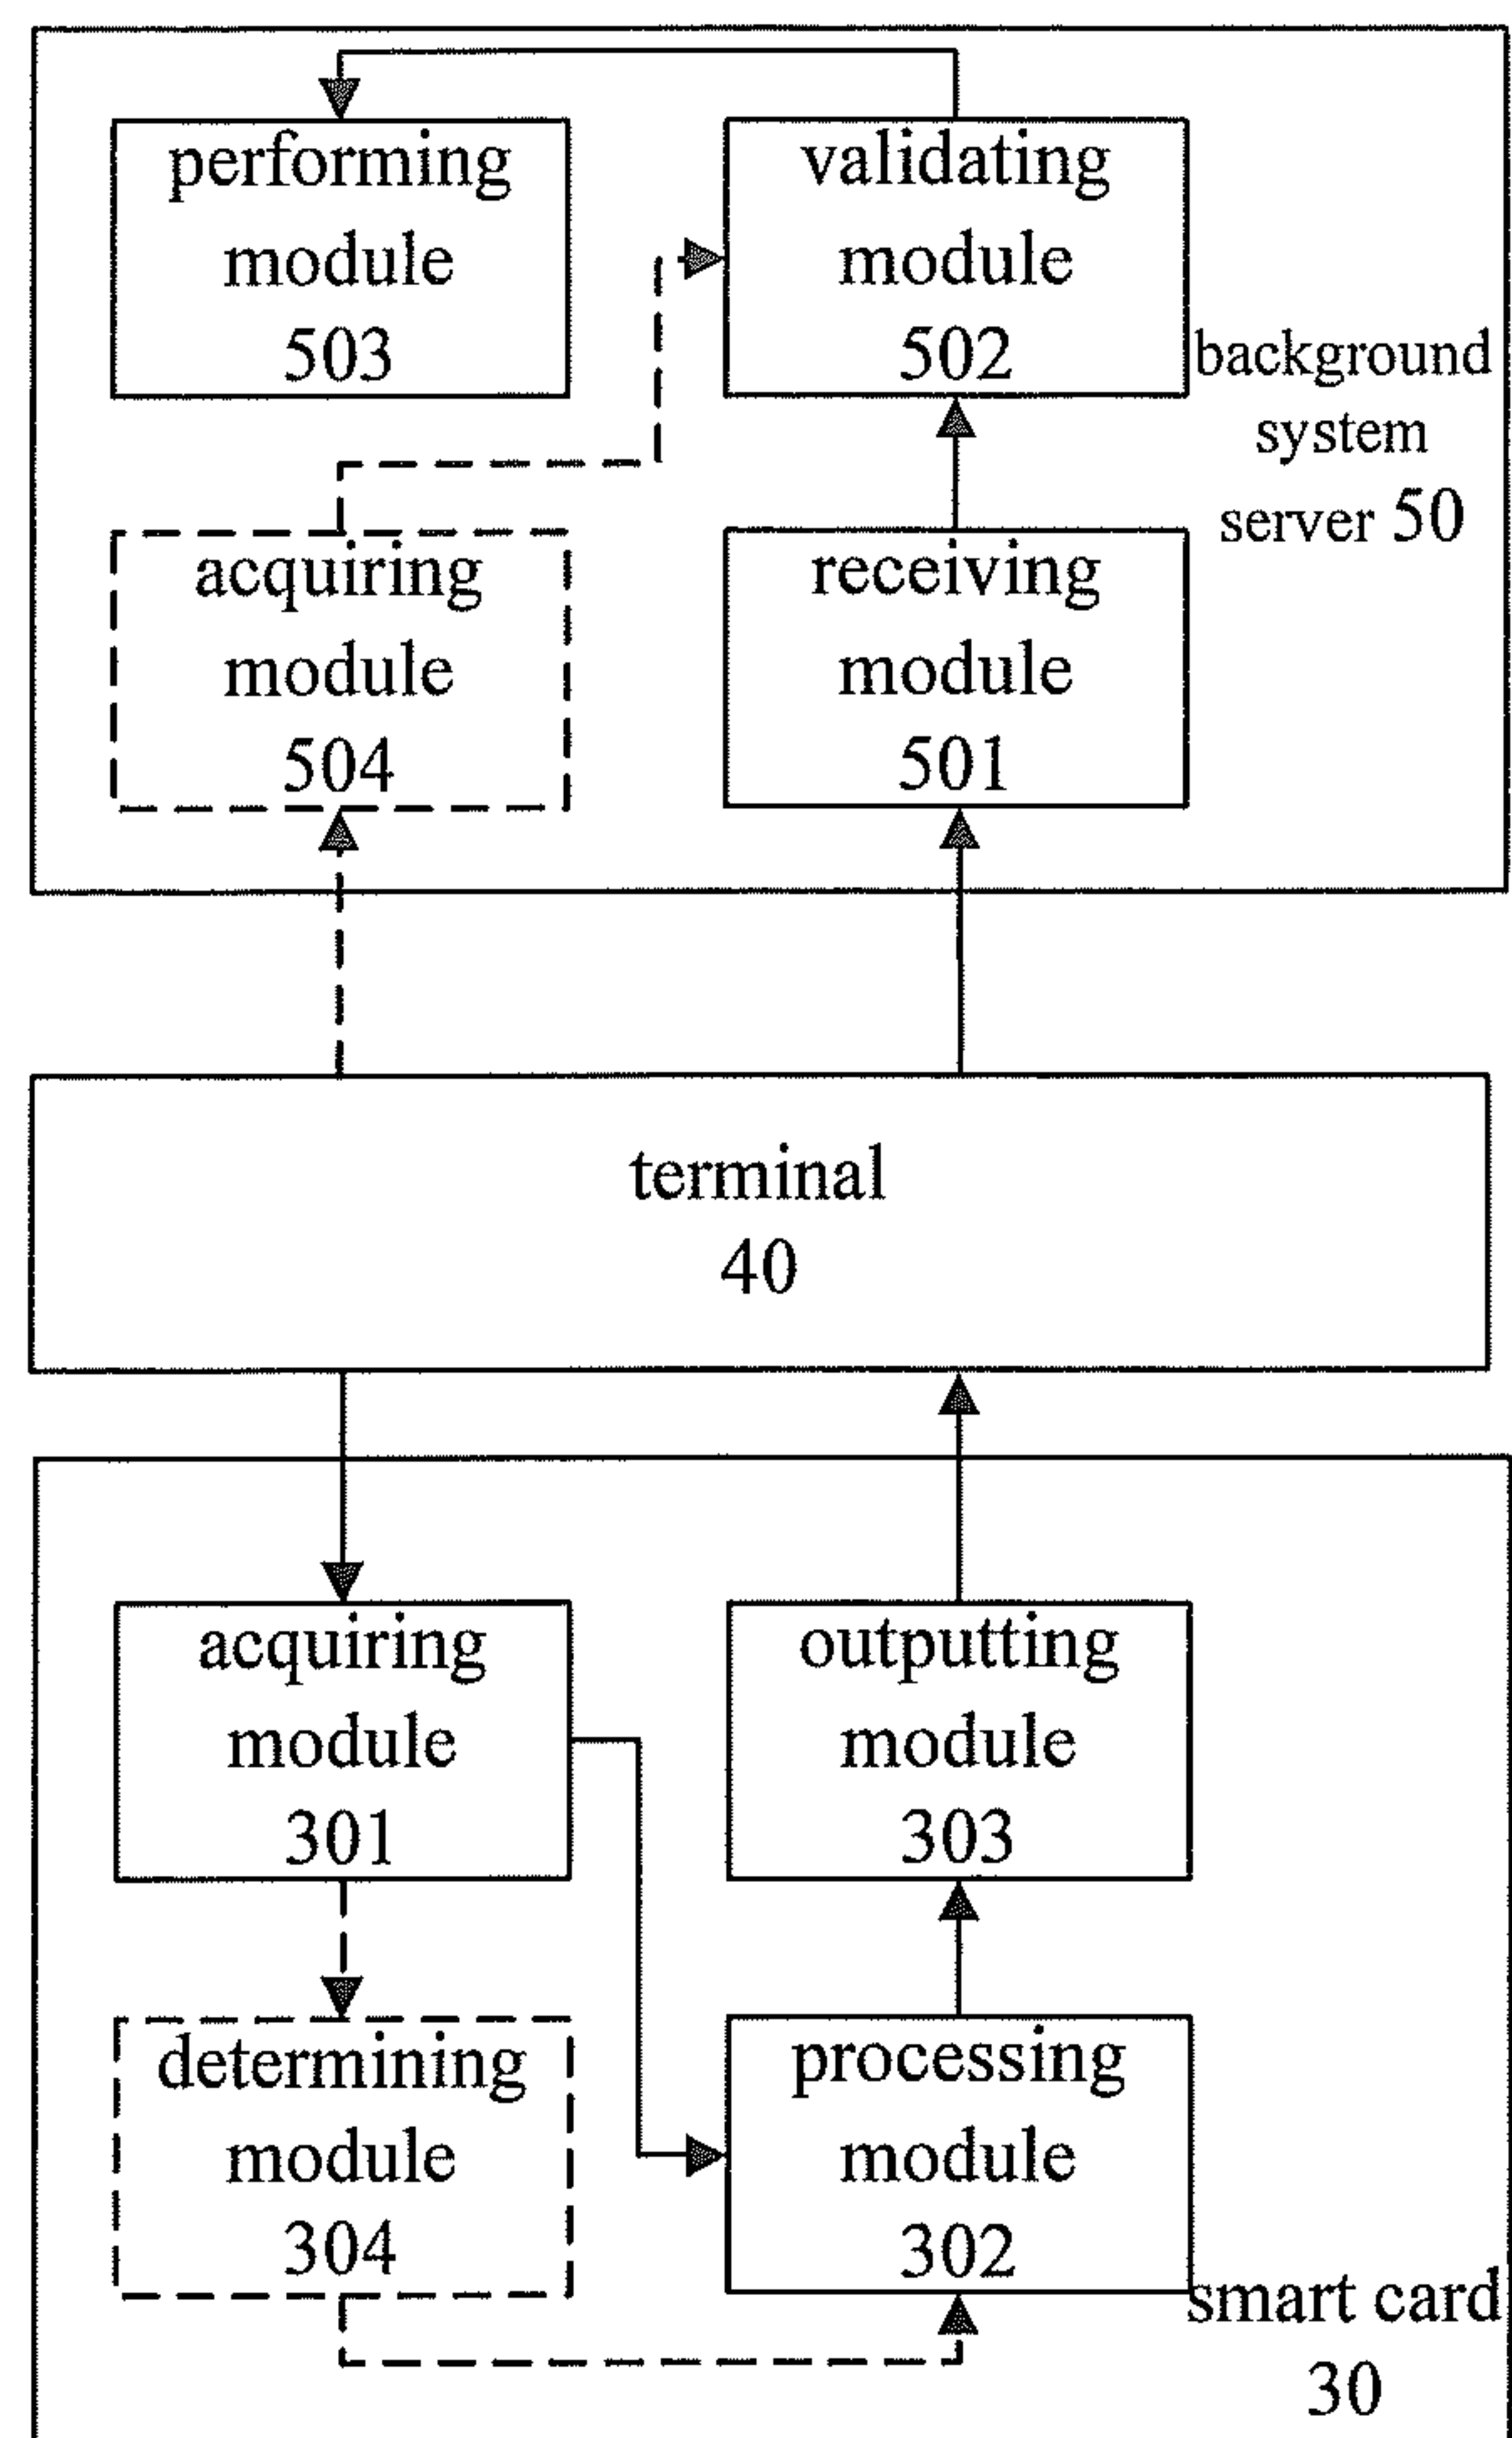 performing
module
503
validating
module
502
background
system
server 50
acquiring
module
504
receiving
module
501
terminal
40
acquiring
module
301
outputting
module
303
determining
module
304
processing
module
302
smart card
30